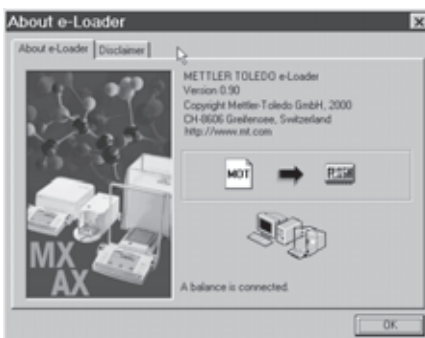 About e-Loader
About e-Loader
Disclaimer
METTLER TOLEDO e-Loader
Version 0.90
Copyright Mettler-Toledo GmbH, 2000
CH-8606 Greifensee, Switzerland
http://www.mt.com
MOT
MX
AX
A balance is connected.
OK